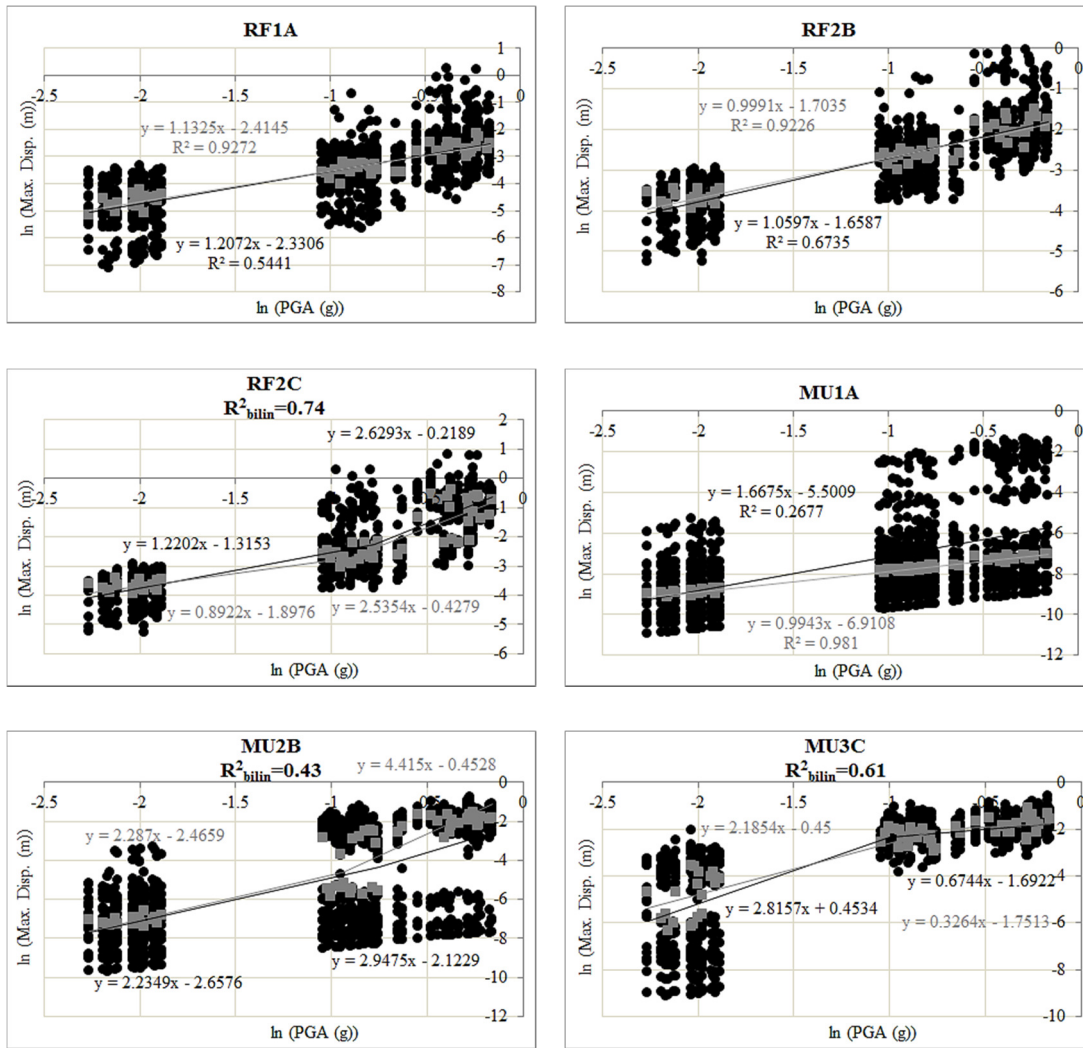 RF1A
1
0
-1
-2
-3
-4
-5
-6
-7
-8
-2.5
-2
-1.5
-1
-0.5
0
y = 1.1325x - 2.4145
R² = 0.9272
y = 1.2072x - 2.3306
R² = 0.5441
ln (Max. Disp. (m))
ln (PGA (g))
RF2B
0
-1
-2
-3
-4
-5
-6
-2.5
-2
-1.5
-1
-0.5
0
y = 0.9991x - 1.7035
R² = 0.9226
y = 1.0597x - 1.6587
R² = 0.6735
ln (Max. Disp. (m))
ln (PGA (g))
RF2C
R²bilin=0.74
2
1
0
-1
-2
-3
-4
-5
-6
-2.5
-2
-1.5
-1
-0.5
0
y = 2.6293x - 0.2189
y = 1.2202x - 1.3153
y = 0.8922x - 1.8976
y = 2.5354x - 0.4279
ln (Max. Disp. (m))
ln (PGA (g))
MU1A
0
-2
-4
-6
-8
-10
-12
-2.5
-2
-1.5
-1
-0.5
0
y = 1.6675x - 5.5009
R² = 0.2677
y = 0.9943x - 6.9108
R² = 0.981
ln (Max. Disp. (m))
ln (PGA (g))
MU2B
R²bilin=0.43
0
-2
-4
-6
-8
-10
-12
-2.5
-2
-1.5
-1
-0.5
0
y = 4.415x - 0.4528
y = 2.287x - 2.4659
y = 2.9475x - 2.1229
y = 2.2349x - 2.6576
ln (Max. Disp. (m))
ln (PGA (g))
MU3C
R²bilin=0.61
0
-2
-4
-6
-8
-10
-2.5
-2
-1.5
-1
-0.5
0
y = 2.1854x - 0.45
y = 0.6744x - 1.6922
y = 2.8157x + 0.4534
y = 0.3264x - 1.7513
ln (Max. Disp. (m))
ln (PGA (g))